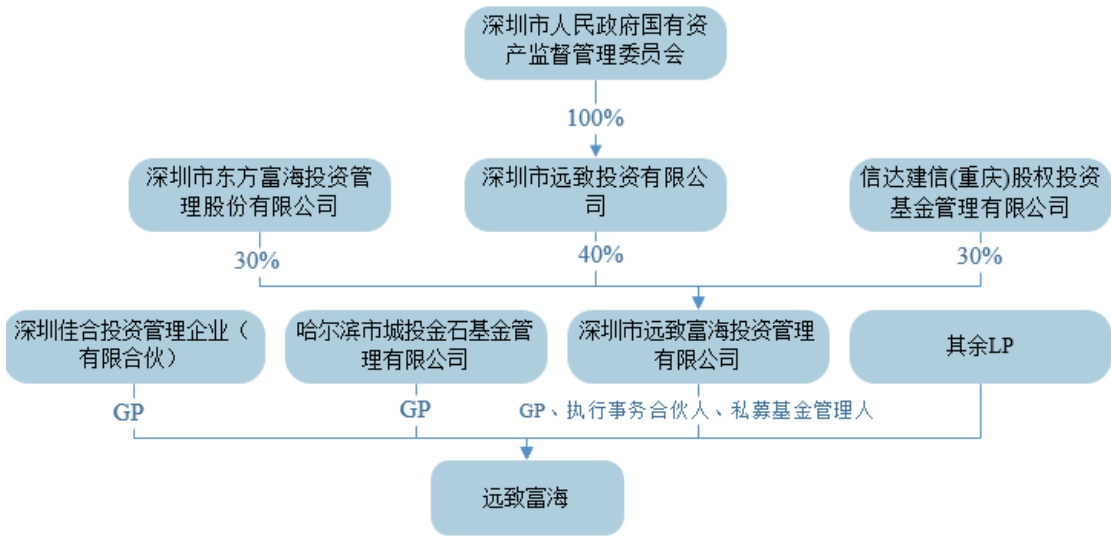 深圳市人民政府国有资
产监督管理委员会
100%
深圳市东方富海投资管
理股份有限公司
深圳市远致投资有限公
司
信达建信(重庆)股权投资
基金管理有限公司
30%
40%
30%
深圳佳合投资管理企业（
有限合伙）
哈尔滨市城投金石基金管
理有限公司
深圳市远致富海投资管理
有限公司
其余LP
GP
GP
GP、执行事务合伙人、私募基金管理人
远致富海